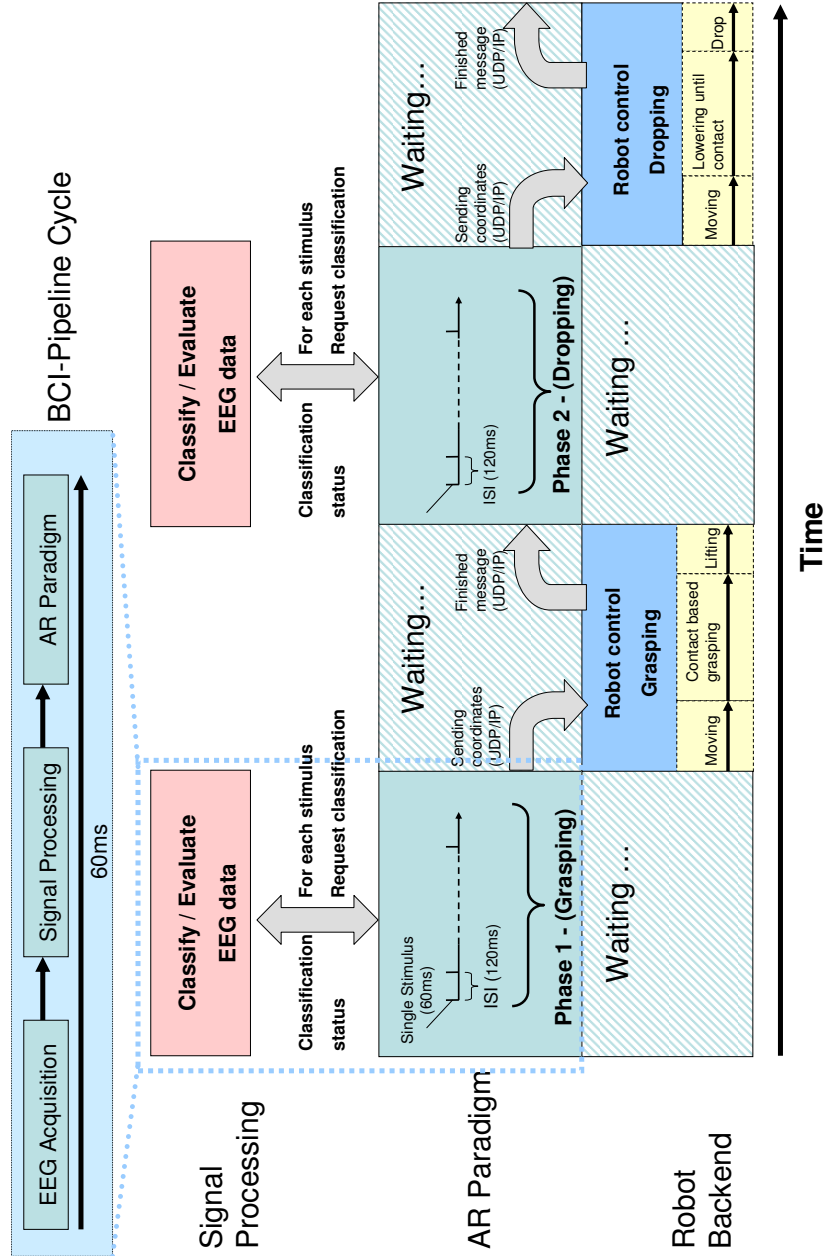 BCI-Pipeline Cycle
EEG Acquisition
Signal Processing
AR Paradigm
60ms
Signal
Processing
Classify / Evaluate
EEG data
Classify / Evaluate
EEG data
Classification
status
For each stimulus
Request classification
Classification
status
For each stimulus
Request classification
AR Paradigm
Single Stimulus
(60ms)
ISI (120ms)
Phase 1 - (Grasping)
Waiting...
Sending
coordinates
(UDP/IP)
Finished
message
(UDP/IP)
ISI (120ms)
Phase 2 - (Dropping)
Waiting...
Sending
coordinates
(UDP/IP)
Finished
message
(UDP/IP)
Robot
Backend
Waiting ...
Robot control
Grasping
Moving
Contact based
grasping
Lifting
Waiting ...
Robot control
Dropping
Moving
Lowering until
contact
Drop
Time